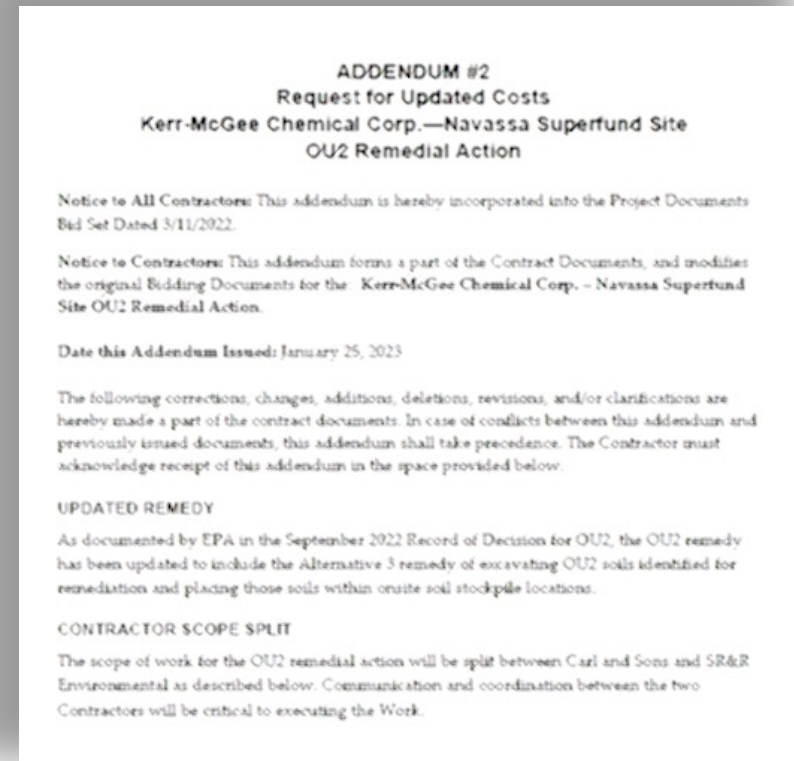 ADDENDUM #2
Request for Updated Costs
Kerr-McGee Chemical Corp.—Navassa Superfund Site
OU2 Remedial Action
Notice to All Contractors: This addendum is hereby incorporated into the Project Documents
Bid Set Dated 3/11/2022.
Notice to Contractors: This addendum forms a part of the Contract Documents, and modifies
the original Bidding Documents for the: Kerr-McGee Chemical Corp. – Navassa Superfund
Site OU2 Remedial Action.
Date this Addendum Issued: January 25, 2023
The following corrections, changes, additions, deletions, revisions, and/or clarifications are
hereby made a part of the contract documents. In case of conflicts between this addendum and
previously issued documents, this addendum shall take precedence. The Contractor must
acknowledge receipt of this addendum in the space provided below.
UPDATED REMEDY
As documented by EPA in the September 2022 Record of Decision for OU2, the OU2 remedy
has been updated to include the Alternative 3 remedy of excavating OU2 soils identified for
remediation and placing those soils within onsite soil stockpile locations.
CONTRACTOR SCOPE SPLIT
The scope of work for the OU2 remedial action will be split between Carl and Sons and SR&R
Environmental as described below. Communication and coordination between the two
Contractors will be critical to executing the Work.